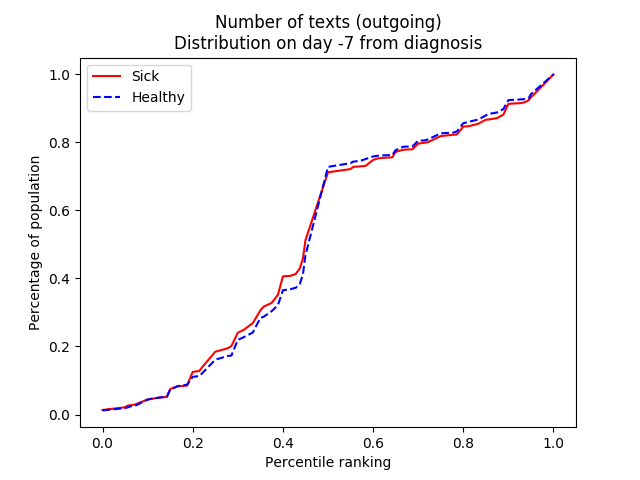 Number of texts (outgoing)
Distribution on day -7 from diagnosis
Sick
Healthy
Percentage of population
1.0
0.8
0.6
0.4
0.2
0.0
0.0 0.2 0.4 0.6 0.8 1.0
Percentile ranking